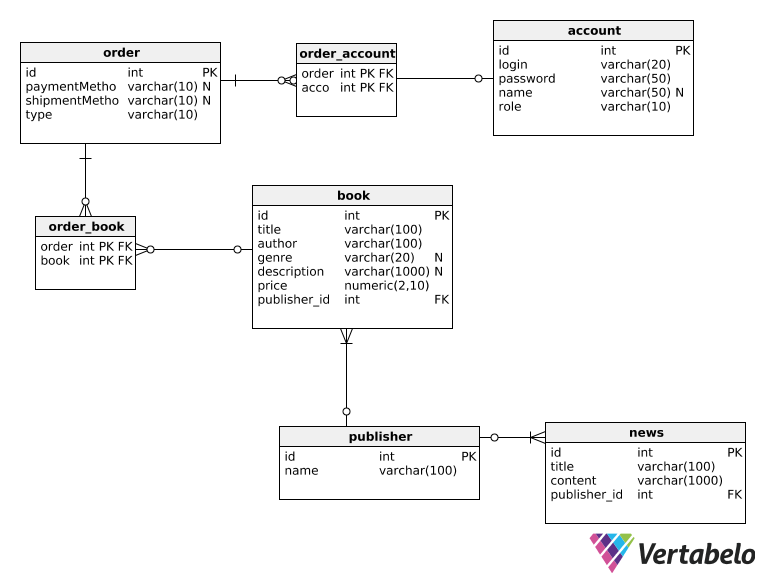 order
id int PK
paymentMetho varchar(10) N
shipmentMetho varchar(10) N
type varchar(10)
order_account
order int PK FK
acco int PK FK
account
id int PK
login varchar(20)
password varchar(50)
name varchar(50) N
role varchar(10)
order_book
order int PK FK
book int PK FK
book
id int PK
title varchar(100)
author varchar(100)
genre varchar(20) N
description varchar(1000) N
price numeric(2,10)
publisher_id int FK
publisher
id int PK
name varchar(100)
news
id int PK
title varchar(100)
content varchar(1000)
publisher_id int FK
Vertabelo